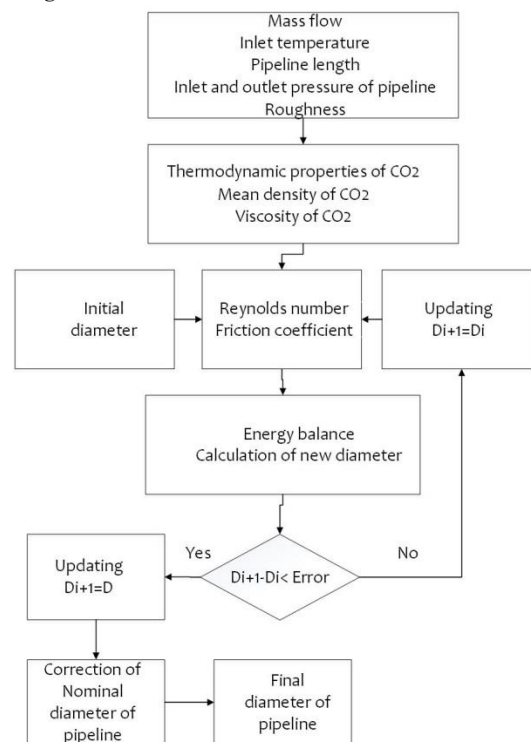 Mass flow
Inlet temperature
Pipeline length
Inlet and outlet pressure of pipeline
Roughness
Thermodynamic properties of CO2
Mean density of CO2
Viscosity of CO2
Initial
diameter
Reynolds number
Friction coefficient
Updating
Di+1=Di
Energy balance
Calculation of new diameter
Yes
Di+1-Di< Error
No
Updating
Di+1=D
Correction of
Nominal
diameter of
pipeline
Final
diameter of
pipeline